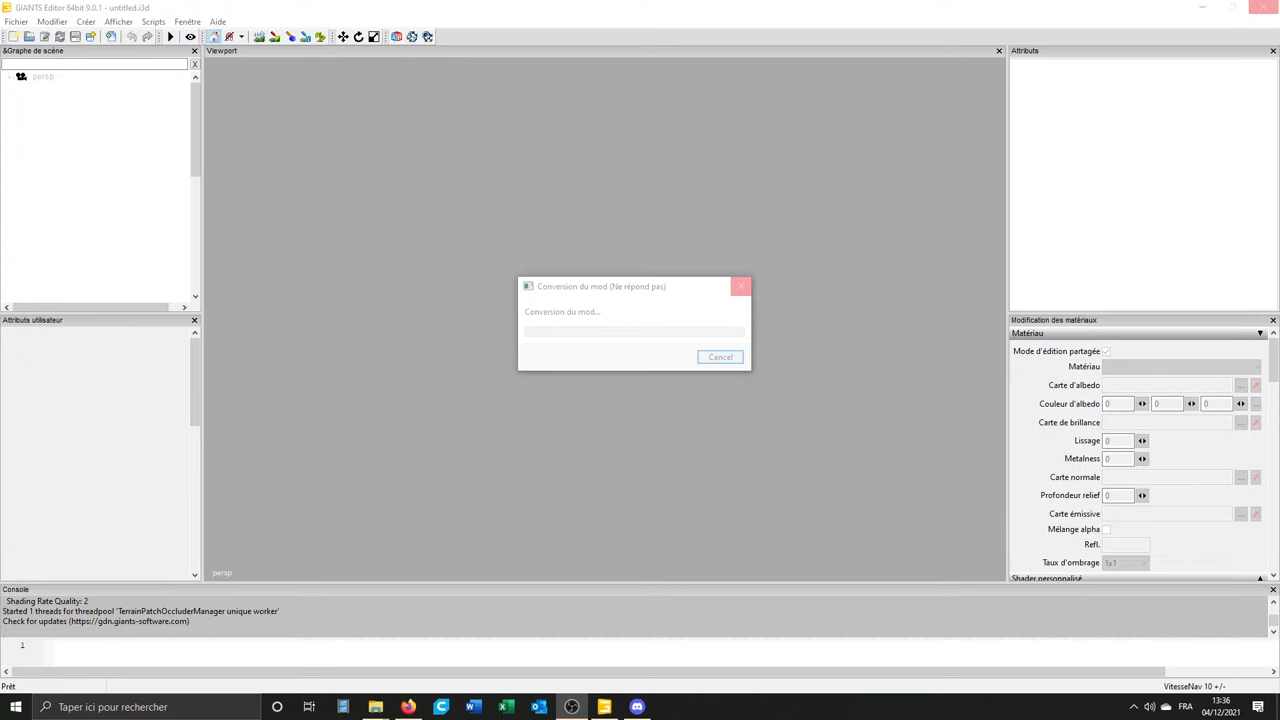 GIANTS Editor 64bit 9.0.1 - untitled.i3d
Fichier Modifier Créer Afficher Scripts Fenêtre Aide
&Graphe de scène
Viewport
Attributs
X
persp
Conversion du mod (Ne répond pas)
Conversion du mod...
Cancel
Attributs utilisateur
Modification des matériaux
Matériau
Mode d'édition partagée
Matériau
Carte d'albedo
...
Couleur d'albedo 0 0 0 ...
Carte de brillance
...
Lissage 0
Metalness 0
Carte normale
...
Profondeur relief 0
Carte émissive
...
Mélange alpha
Refl.
Taux d'ombrage 1x1
Shader personnalisé
persp
Console
Shading Rate Quality: 2
Started 1 threads for threadpool 'TerrainPatchOccluderManager unique worker'
Check for updates (https://gdn.giants-software.com)
1
Prêt
VitesseNav 10 +/-
Taper ici pour rechercher
FRA
13:36
04/12/2021